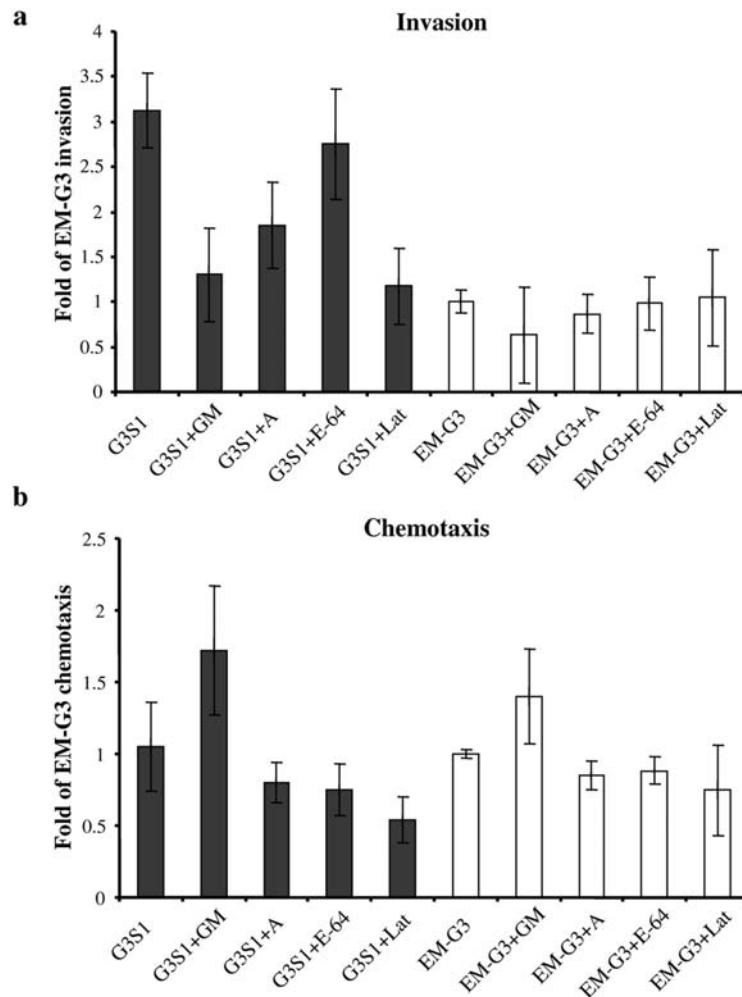 a
Invasion
Fold of EM-G3 invasion
4
3.5
3
2.5
2
1.5
1
0.5
0
G3S1
G3S1+GM
G3S1+A
G3S1+E-64
G3S1+Lat
EM-G3
EM-G3+GM
EM-G3+A
EM-G3+E-64
EM-G3+Lat
b
Chemotaxis
Fold of EM-G3 chemotaxis
2.5
2
1.5
1
0.5
0
G3S1
G3S1+GM
G3S1+A
G3S1+E-64
G3S1+Lat
EM-G3
EM-G3+GM
EM-G3+A
EM-G3+E-64
EM-G3+Lat